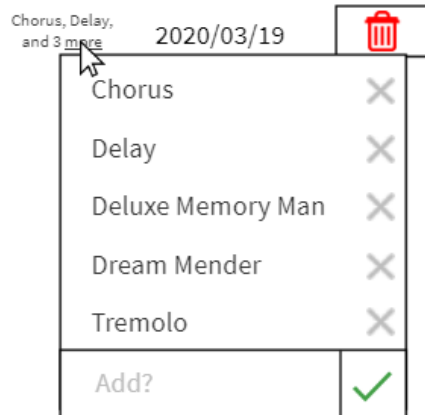 Chorus, Delay,
and 3 more
2020/03/19
Chorus
Delay
Deluxe Memory Man
Dream Mender
Tremolo
Add?